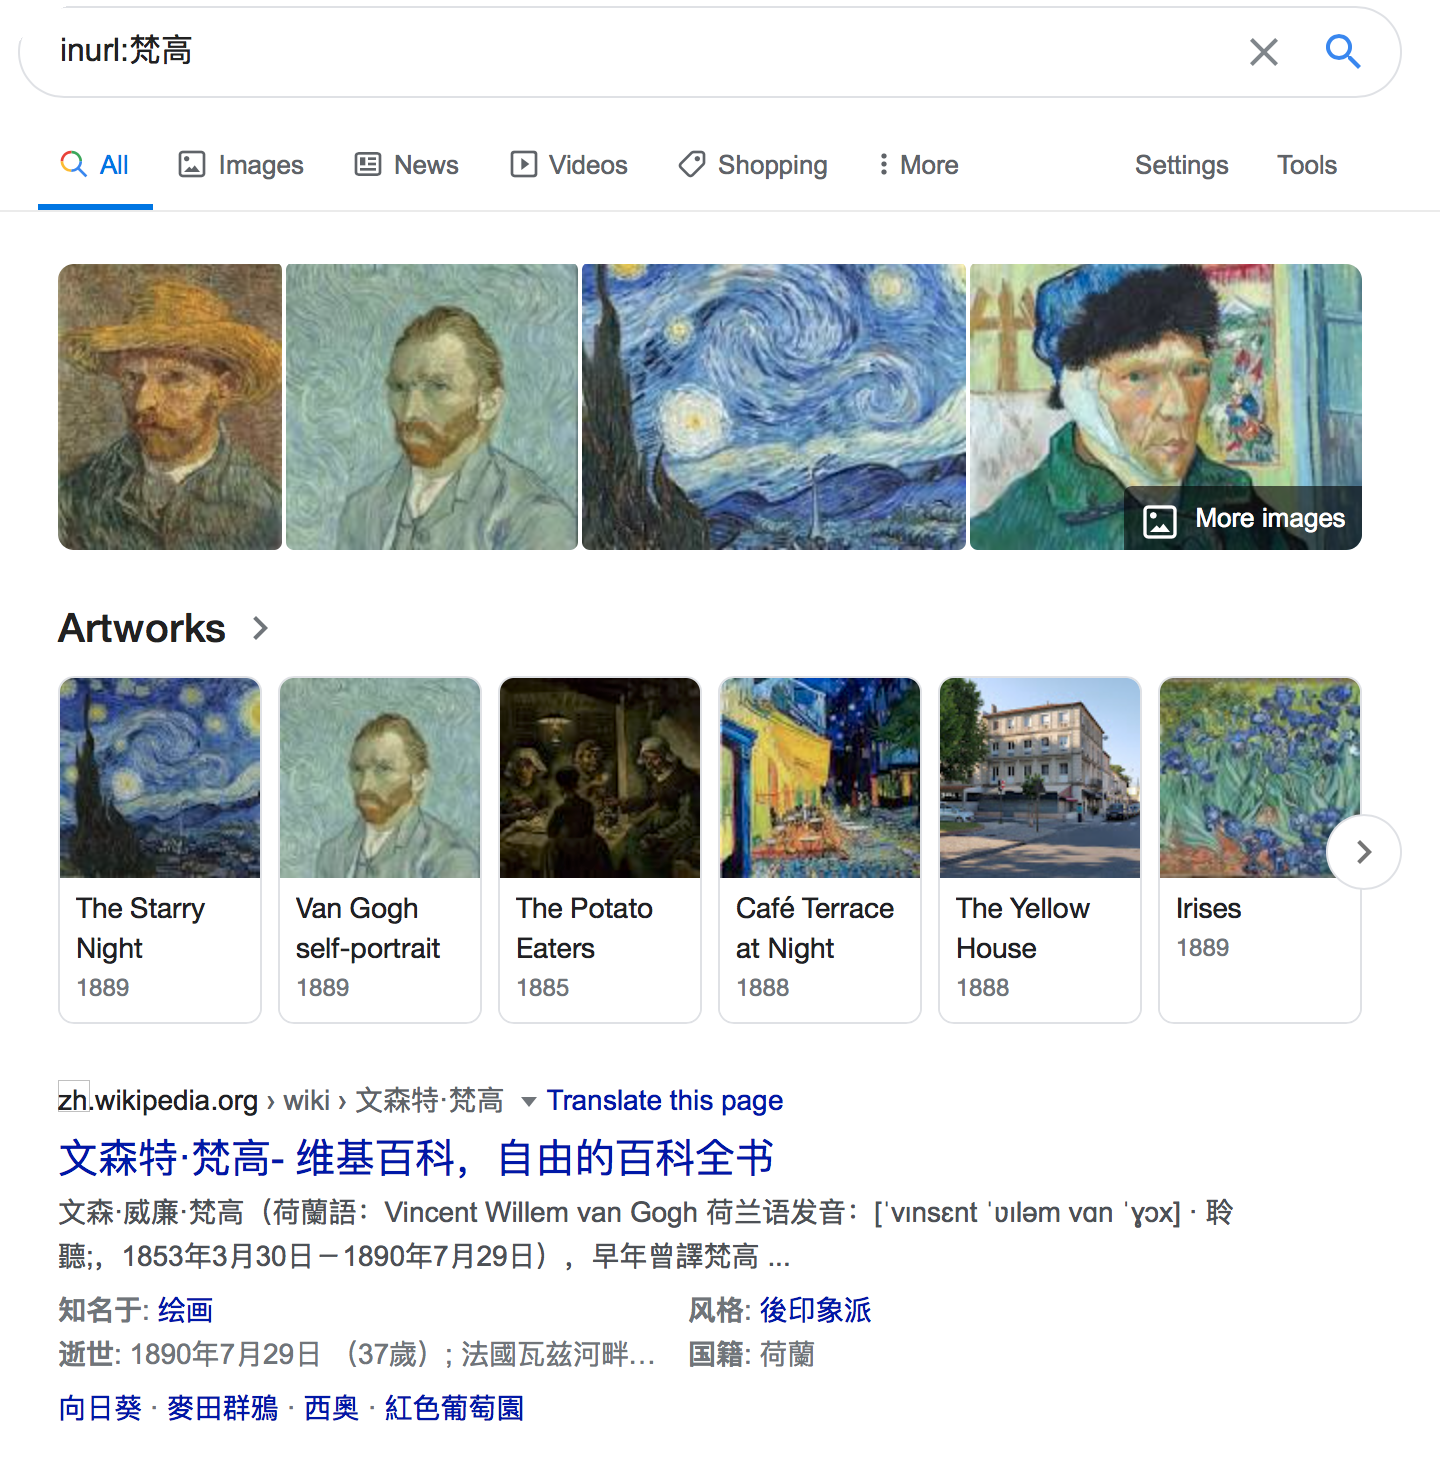 inurl:梵高
All Images News Videos Shopping More Settings Tools
More images
Artworks
The Starry Night 1889
Van Gogh self-portrait 1889
The Potato Eaters 1885
Café Terrace at Night 1888
The Yellow House 1888
Irises 1889
zh.wikipedia.org › wiki › 文森特·梵高 Translate this page
文森特·梵高- 维基百科，自由的百科全书
文森·威廉·梵高（荷蘭語：Vincent Willem van Gogh 荷兰语发音：[ˈvɪnsɛnt ˈʋɪləm vɑn ˈɣɔx] · 聆
聽;，1853年3月30日－1890年7月29日），早年曾譯梵高 ...
知名于: 绘画 风格: 後印象派
逝世: 1890年7月29日 （37歲）; 法國瓦兹河畔... 国籍: 荷蘭
向日葵 · 麥田群鴉 · 西奧 · 紅色葡萄園